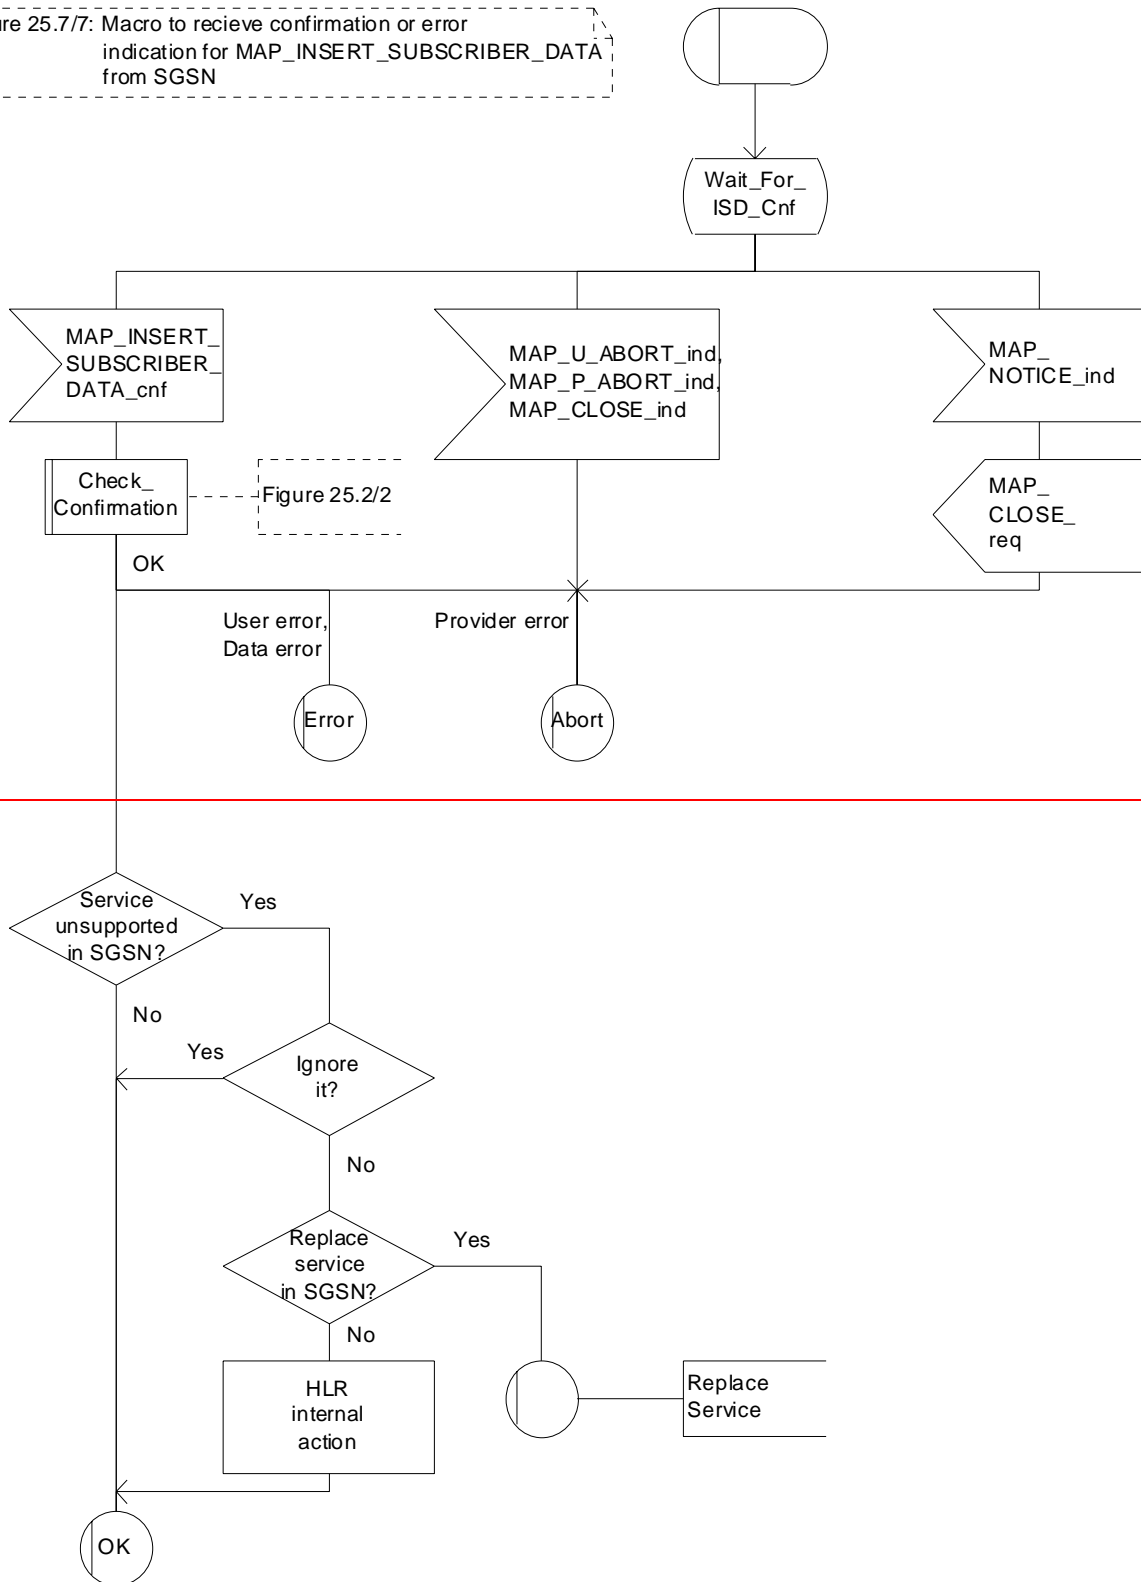 25.7/7: Macro to recieve confirmation or error
indication for MAP_INSERT_SUBSCRIBER_DATA
from SGSN
Wait_For_
ISD_Cnf
MAP_INSERT_
SUBSCRIBER_
DATA_cnf
MAP_U_ABORT_ind,
MAP_P_ABORT_ind,
MAP_CLOSE_ind
MAP_
NOTICE_ind
Check_
Confirmation
Figure 25.2/2
MAP_
CLOSE_
req
OK
User error,
Data error
Provider error
Error
Abort
Service
unsupported
in SGSN?
Yes
No
Yes
Ignore
it?
No
Replace
service
in SGSN?
Yes
No
HLR
internal
action
Replace
Service
OK